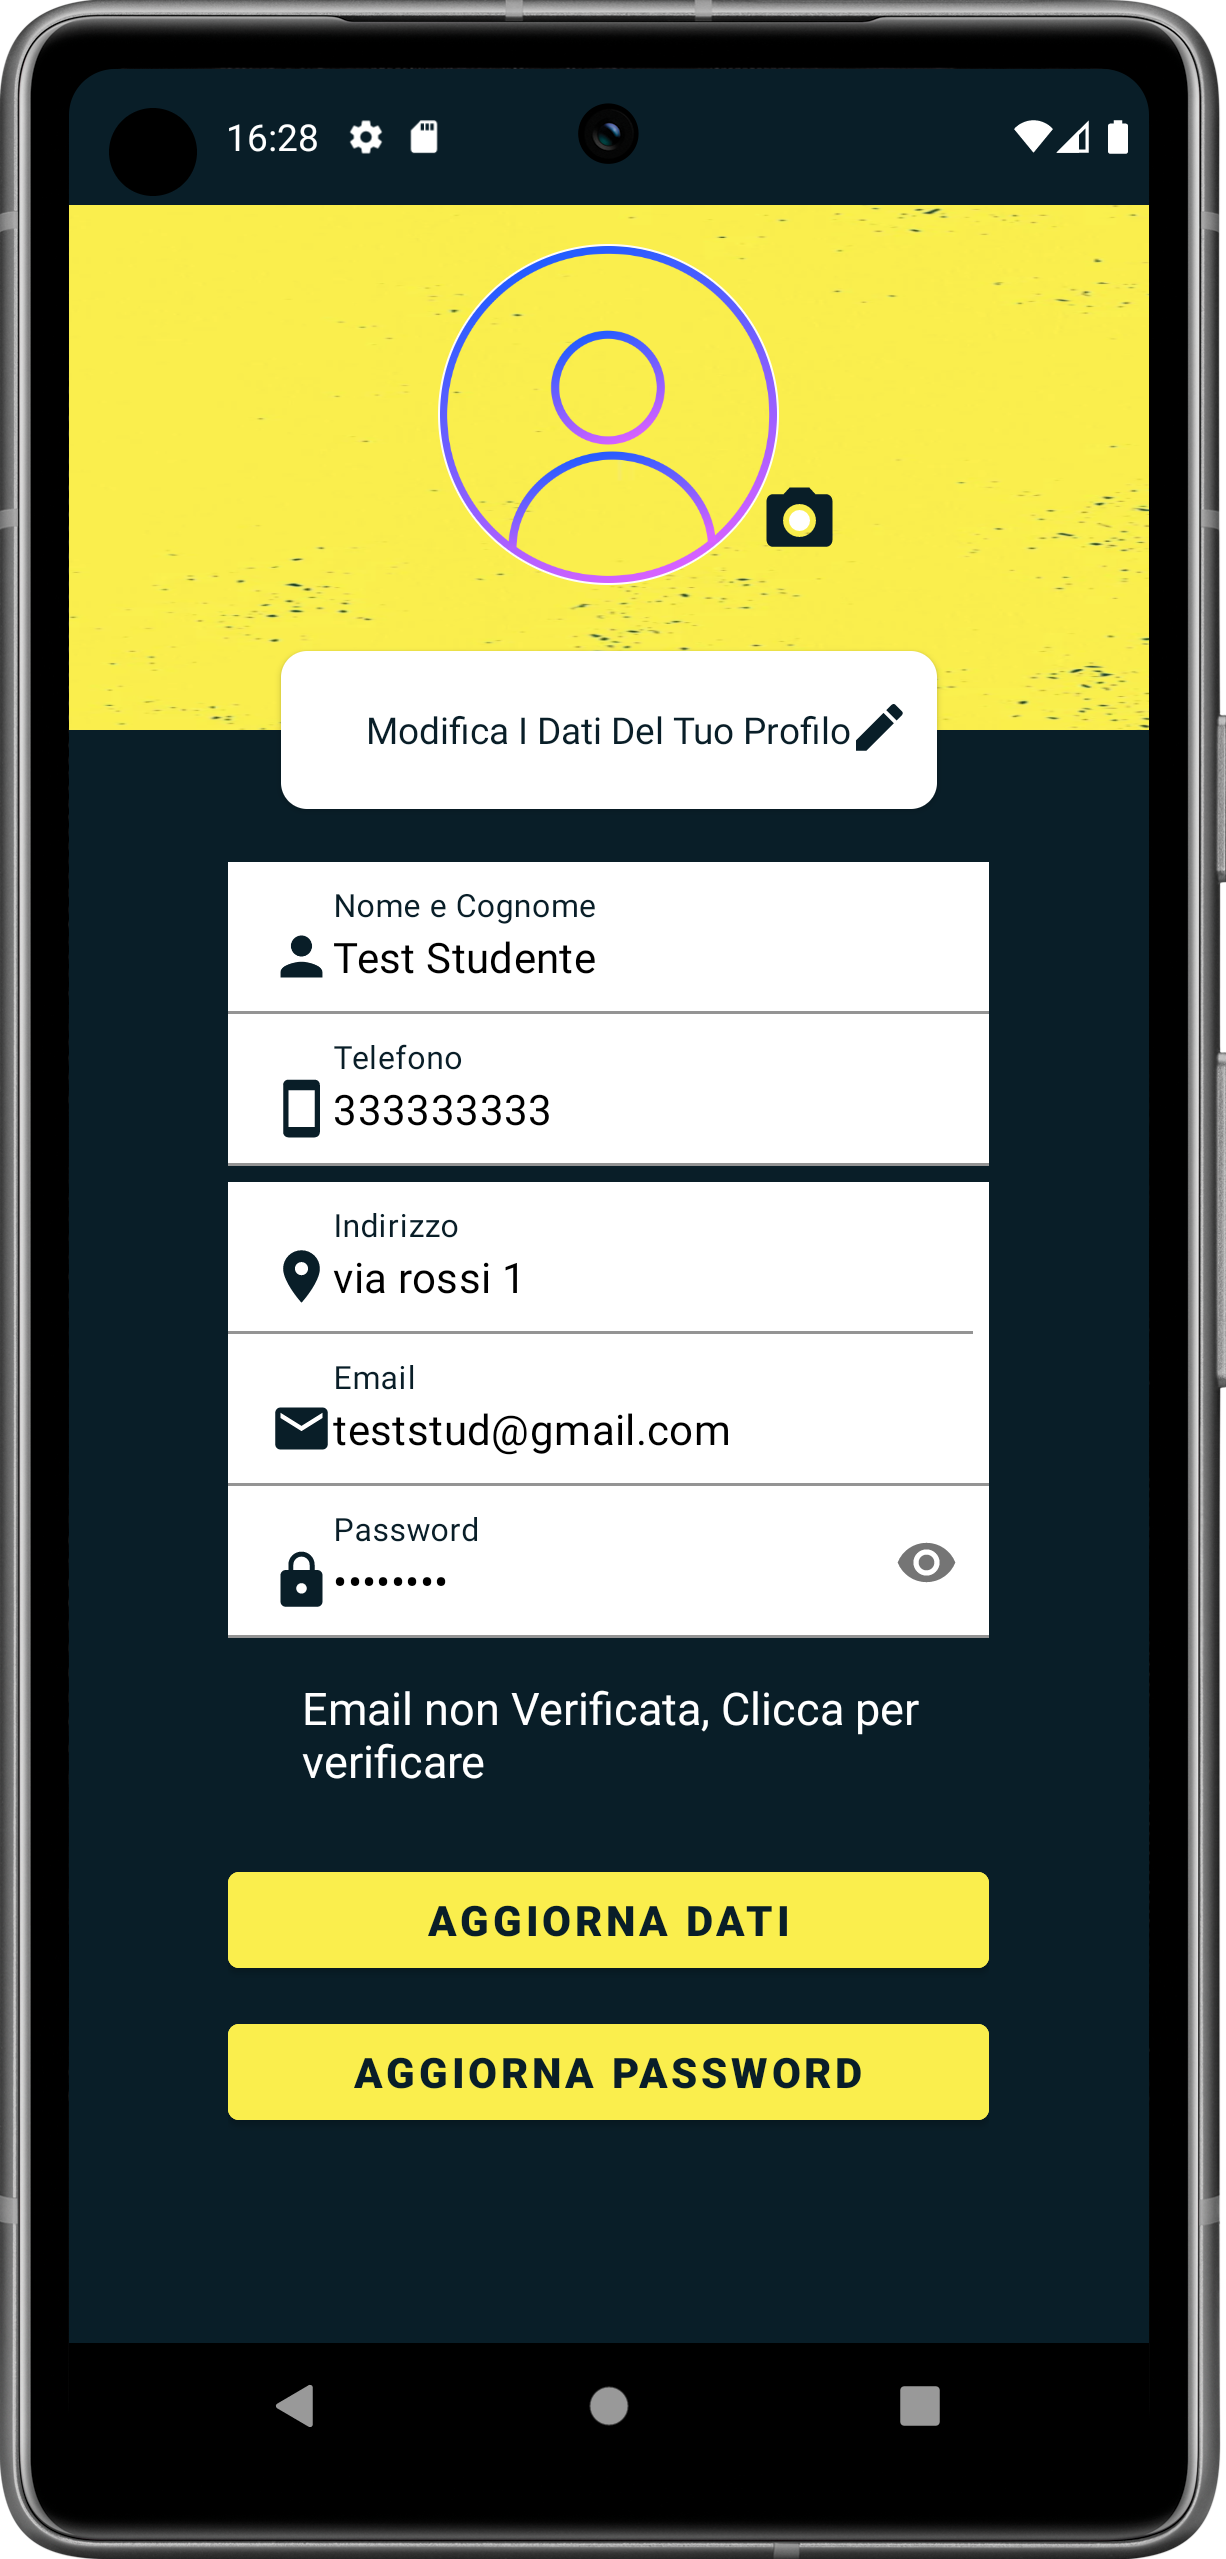 16:28
Modifica I Dati Del Tuo Profilo
Nome e Cognome
Test Studente
Telefono
333333333
Indirizzo
via rossi 1
Email
teststud@gmail.com
Password
••••••••
Email non Verificata, Clicca per
verificare
AGGIORNA DATI
AGGIORNA PASSWORD